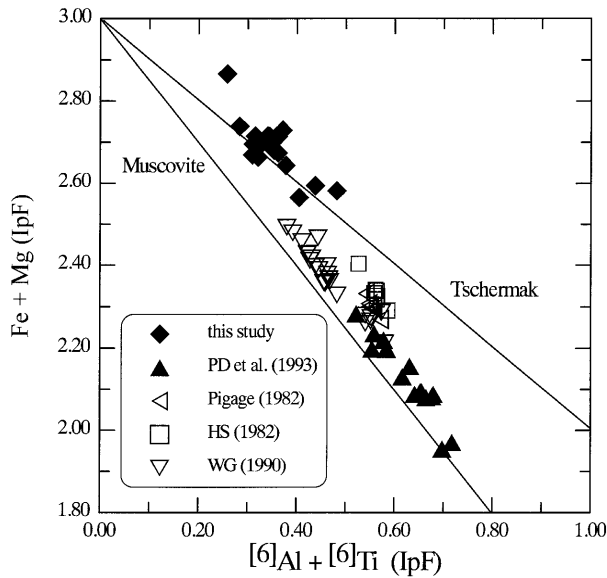 3.00
2.80
2.60
2.40
2.20
2.00
1.80
Fe + Mg (IpF)
Muscovite
Tschermak
this study
PD et al. (1993)
Pigage (1982)
HS (1982)
WG (1990)
0.00 0.20 0.40 0.60 0.80 1.00
[6]Al + [6]Ti (IpF)